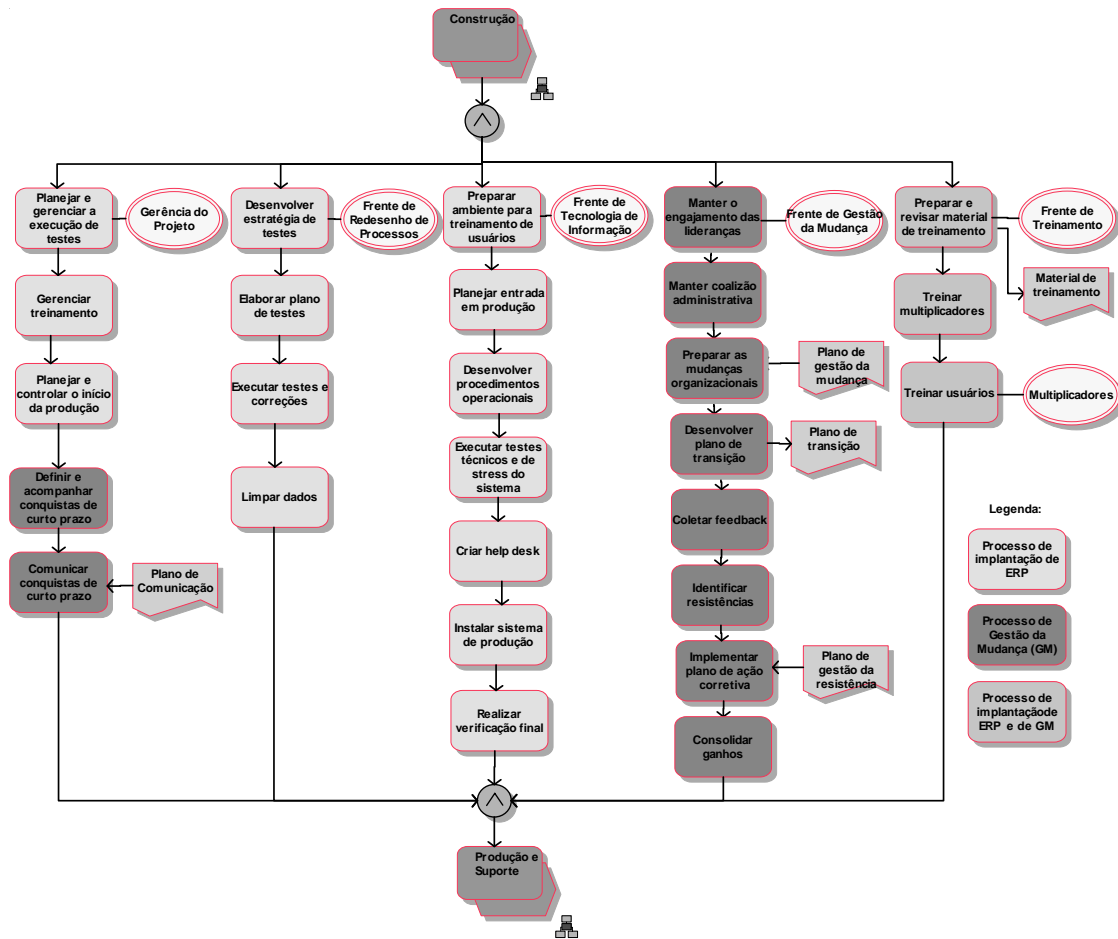 Construção
Planejar e
gerenciar a
execução de
testes
Gerência do
Projeto
Desenvolver
estratégia de
testes
Frente de
Redesenho de
Processos
Preparar
ambiente para
treinamento de
usuários
Frente de
Tecnologia de
Informação
Manter o
engajamento das
lideranças
Frente de Gestão
da Mudança
Preparar e
revisar material
de treinamento
Frente de
Treinamento
Gerenciar
treinamento
Elaborar plano
de testes
Planejar entrada
em produção
Manter coalizão
administrativa
Treinar
multiplicadores
Material de
treinamento
Planejar e
controlar o início
da produção
Executar testes e
correções
Desenvolver
procedimentos
operacionais
Preparar as
mudanças
organizacionais
Plano de
gestão da
mudança
Treinar usuários
Multiplicadores
Definir e
acompanhar
conquistas de
curto prazo
Limpar dados
Executar testes
técnicos e de
stress do
sistema
Desenvolver
plano de
transição
Plano de
transição
Comunicar
conquistas de
curto prazo
Plano de
Comunicação
Criar help desk
Coletar feedback
Instalar sistema
de produção
Identificar
resistências
Realizar
verificação final
Implementar
plano de ação
corretiva
Plano de
gestão da
resistência
Consolidar
ganhos
Legenda:
Processo de
implantação de
ERP
Processo de
Gestão da
Mudança (GM)
Processo de
implantaçãode
ERP e de GM
Produção e
Suporte